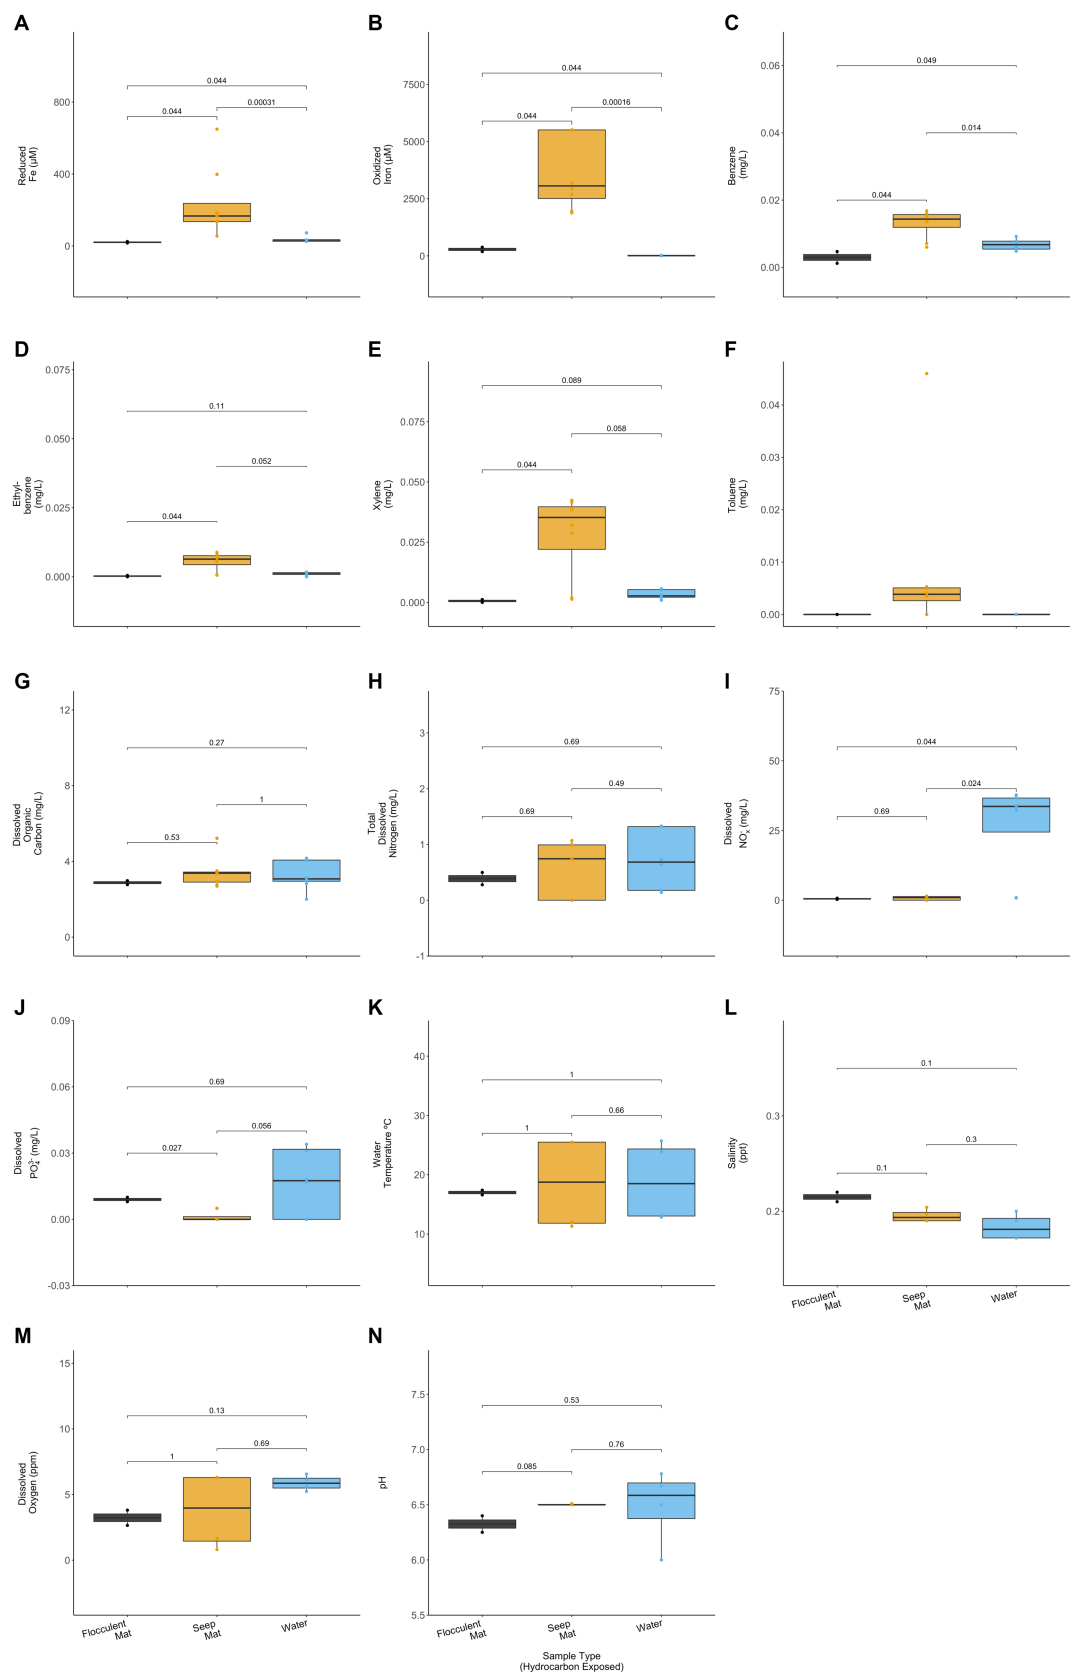 A
Reduced
Fe (µM)
800
400
0
0.044
0.044
0.00031
B
Oxidized
Iron (µM)
7500
5000
2500
0
0.044
0.00016
0.044
C
Benzene
(mg/L)
0.06
0.04
0.02
0.00
0.049
0.014
0.044
D
Ethyl-
benzene
(mg/L)
0.075
0.050
0.025
0.000
0.11
0.052
0.044
E
Xylene
(mg/L)
0.075
0.050
0.025
0.000
0.089
0.058
0.044
F
Toluene
(mg/L)
0.04
0.03
0.02
0.01
0.00
G
Dissolved
Organic
Carbon (mg/L)
12
8
4
0
0.27
1
0.53
H
Total
Dissolved
Nitrogen (mg/L)
3
2
1
0
-1
0.69
0.49
0.69
I
Dissolved
NOx (mg/L)
75
50
25
0
0.044
0.024
0.69
J
Dissolved
PO4 3- (mg/L)
0.09
0.06
0.03
0.00
-0.03
0.69
0.056
0.027
K
Water
Temperature ºC
40
30
20
10
1
0.66
1
L
Salinity
(ppt)
0.3
0.2
0.1
0.3
0.1
Flocculent
Mat
Seep
Mat
Water
M
Dissolved
Oxygen (ppm)
15
10
5
0
0.13
0.69
1
Flocculent
Mat
Seep
Mat
Water
N
pH
7.5
7.0
6.5
6.0
5.5
0.53
0.76
0.085
Flocculent
Mat
Seep
Mat
Water
Sample Type
(Hydrocarbon Exposed)